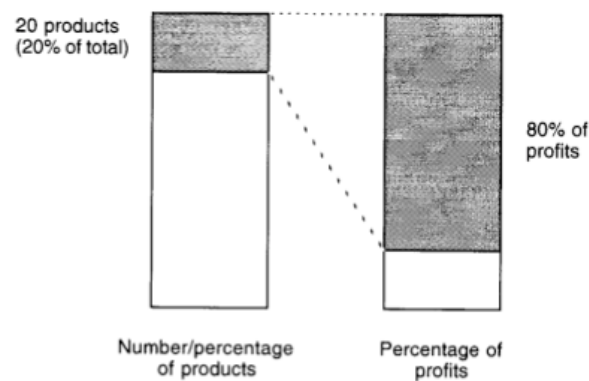 20 products
(20% of total)
80% of
profits
Number/percentage
of products
Percentage of
profits